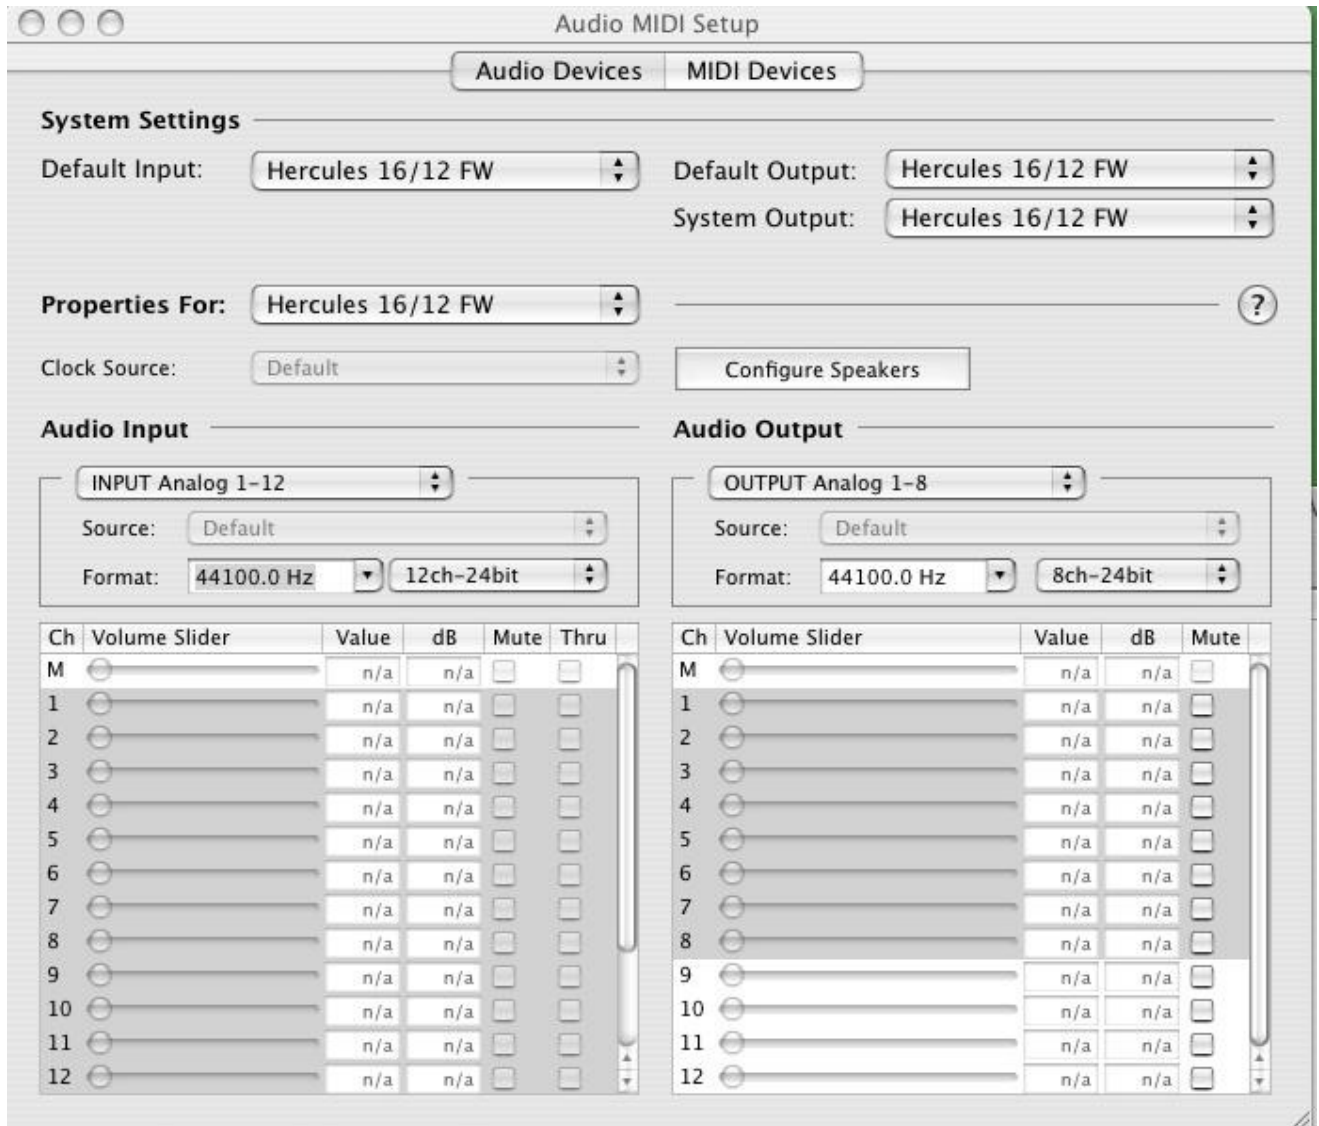 Audio MIDI Setup
Audio Devices MIDI Devices
System Settings
Default Input: Hercules 16/12 FW Default Output: Hercules 16/12 FW
System Output: Hercules 16/12 FW
Properties For: Hercules 16/12 FW ?
Clock Source: Default Configure Speakers
Audio Input Audio Output
INPUT Analog 1-12 OUTPUT Analog 1-8
Source: Default Source: Default
Format: 44100.0 Hz 12ch-24bit Format: 44100.0 Hz 8ch-24bit
Ch Volume Slider Value dB Mute Thru Ch Volume Slider Value dB Mute
M n/a n/a M n/a n/a
1 n/a n/a 1 n/a n/a
2 n/a n/a 2 n/a n/a
3 n/a n/a 3 n/a n/a
4 n/a n/a 4 n/a n/a
5 n/a n/a 5 n/a n/a
6 n/a n/a 6 n/a n/a
7 n/a n/a 7 n/a n/a
8 n/a n/a 8 n/a n/a
9 n/a n/a 9 n/a n/a
10 n/a n/a 10 n/a n/a
11 n/a n/a 11 n/a n/a
12 n/a n/a 12 n/a n/a